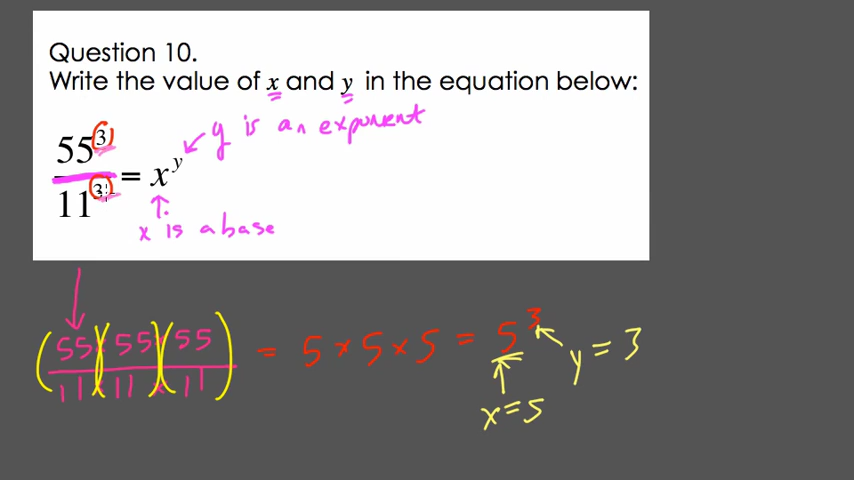 Question 10.
Write the value of x and y in the equation below:
55³ / 11³ = x^y
y is an exponent
x is a base
(55/11)(55/11)(55/11) = 5 × 5 × 5 = 5³
y = 3
x = 5